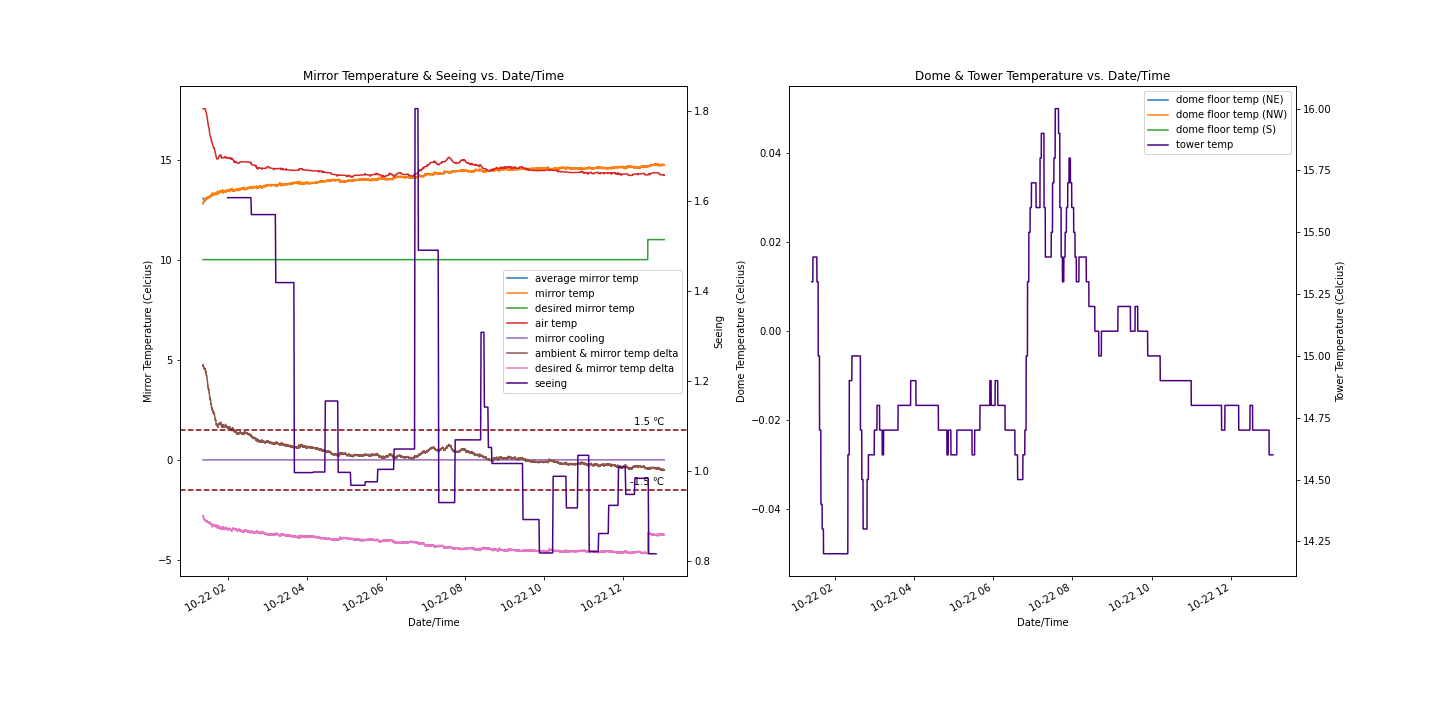 Mirror Temperature & Seeing vs. Date/Time
Mirror Temperature (Celcius)
15
10
5
0
−5
1.8
1.6
1.4
1.2
1.0
0.8
Seeing
average mirror temp
mirror temp
desired mirror temp
air temp
mirror cooling
ambient & mirror temp delta
desired & mirror temp delta
seeing
1.5 °C
-1.5 °C
10-22 02
10-22 04
10-22 06
10-22 08
10-22 10
10-22 12
Date/Time
Dome & Tower Temperature vs. Date/Time
Dome Temperature (Celcius)
0.04
0.02
0.00
−0.02
−0.04
dome floor temp (NE)
dome floor temp (NW)
dome floor temp (S)
tower temp
16.00
15.75
15.50
15.25
15.00
14.75
14.50
14.25
Tower Temperature (Celcius)
10-22 02
10-22 04
10-22 06
10-22 08
10-22 10
10-22 12
Date/Time